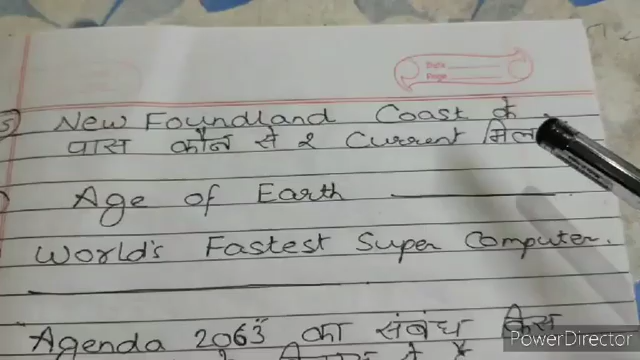 Date
Page
5) New Foundland Coast के
पास कौन से 2 Current
Age of Earth
World's Fastest Super Computer.
Agenda 2063 का संबंध किस
PowerDirector